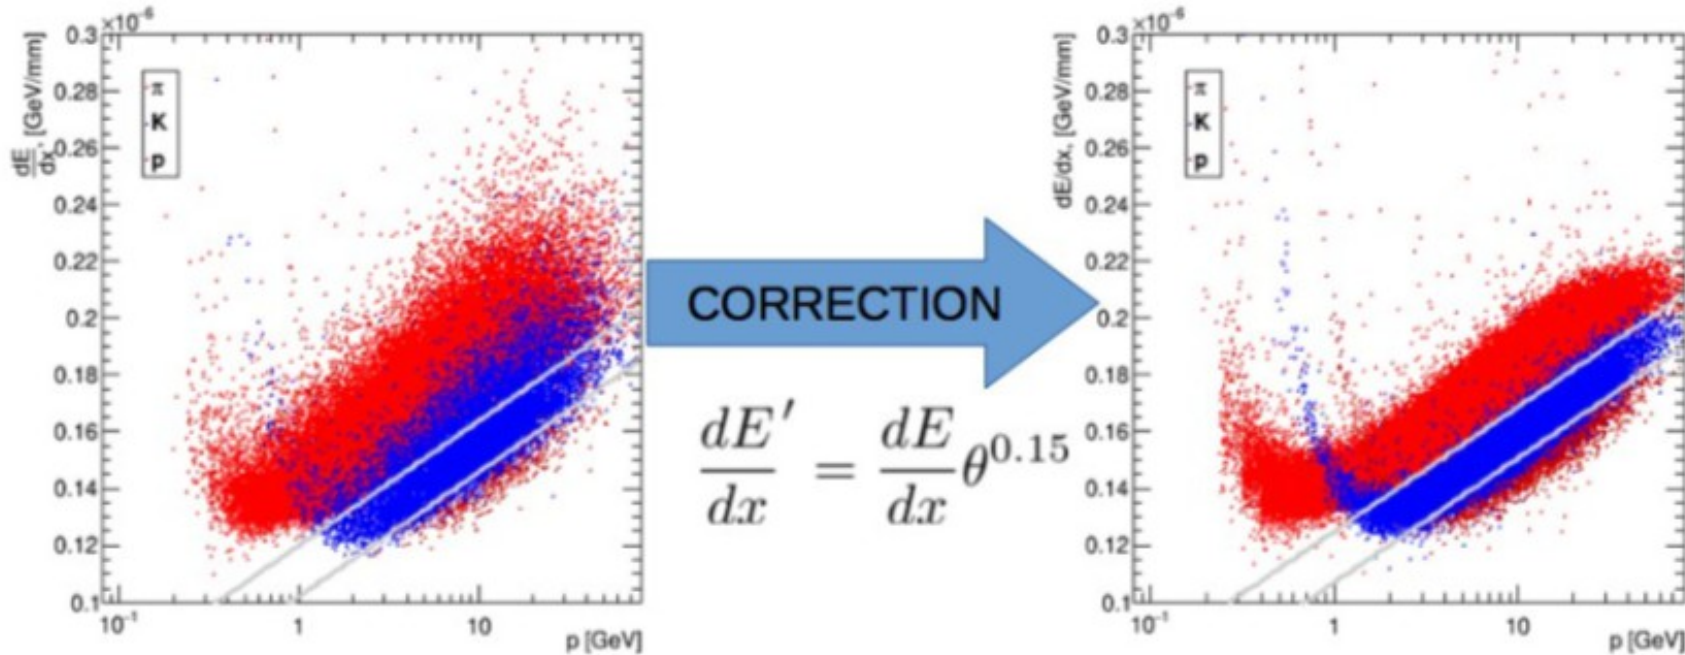 ×10⁻⁶
dE/dx, [GeV/mm]
0.3
0.28
0.26
0.24
0.22
0.2
0.18
0.16
0.14
0.12
0.1
π
K
p
10⁻¹
1
10
p [GeV]
CORRECTION
dE′/dx = dE/dx θ^0.15
×10⁻⁶
dE/dx, [GeV/mm]
0.3
0.28
0.26
0.24
0.22
0.2
0.18
0.16
0.14
0.12
0.1
π
K
p
10⁻¹
1
10
p [GeV]